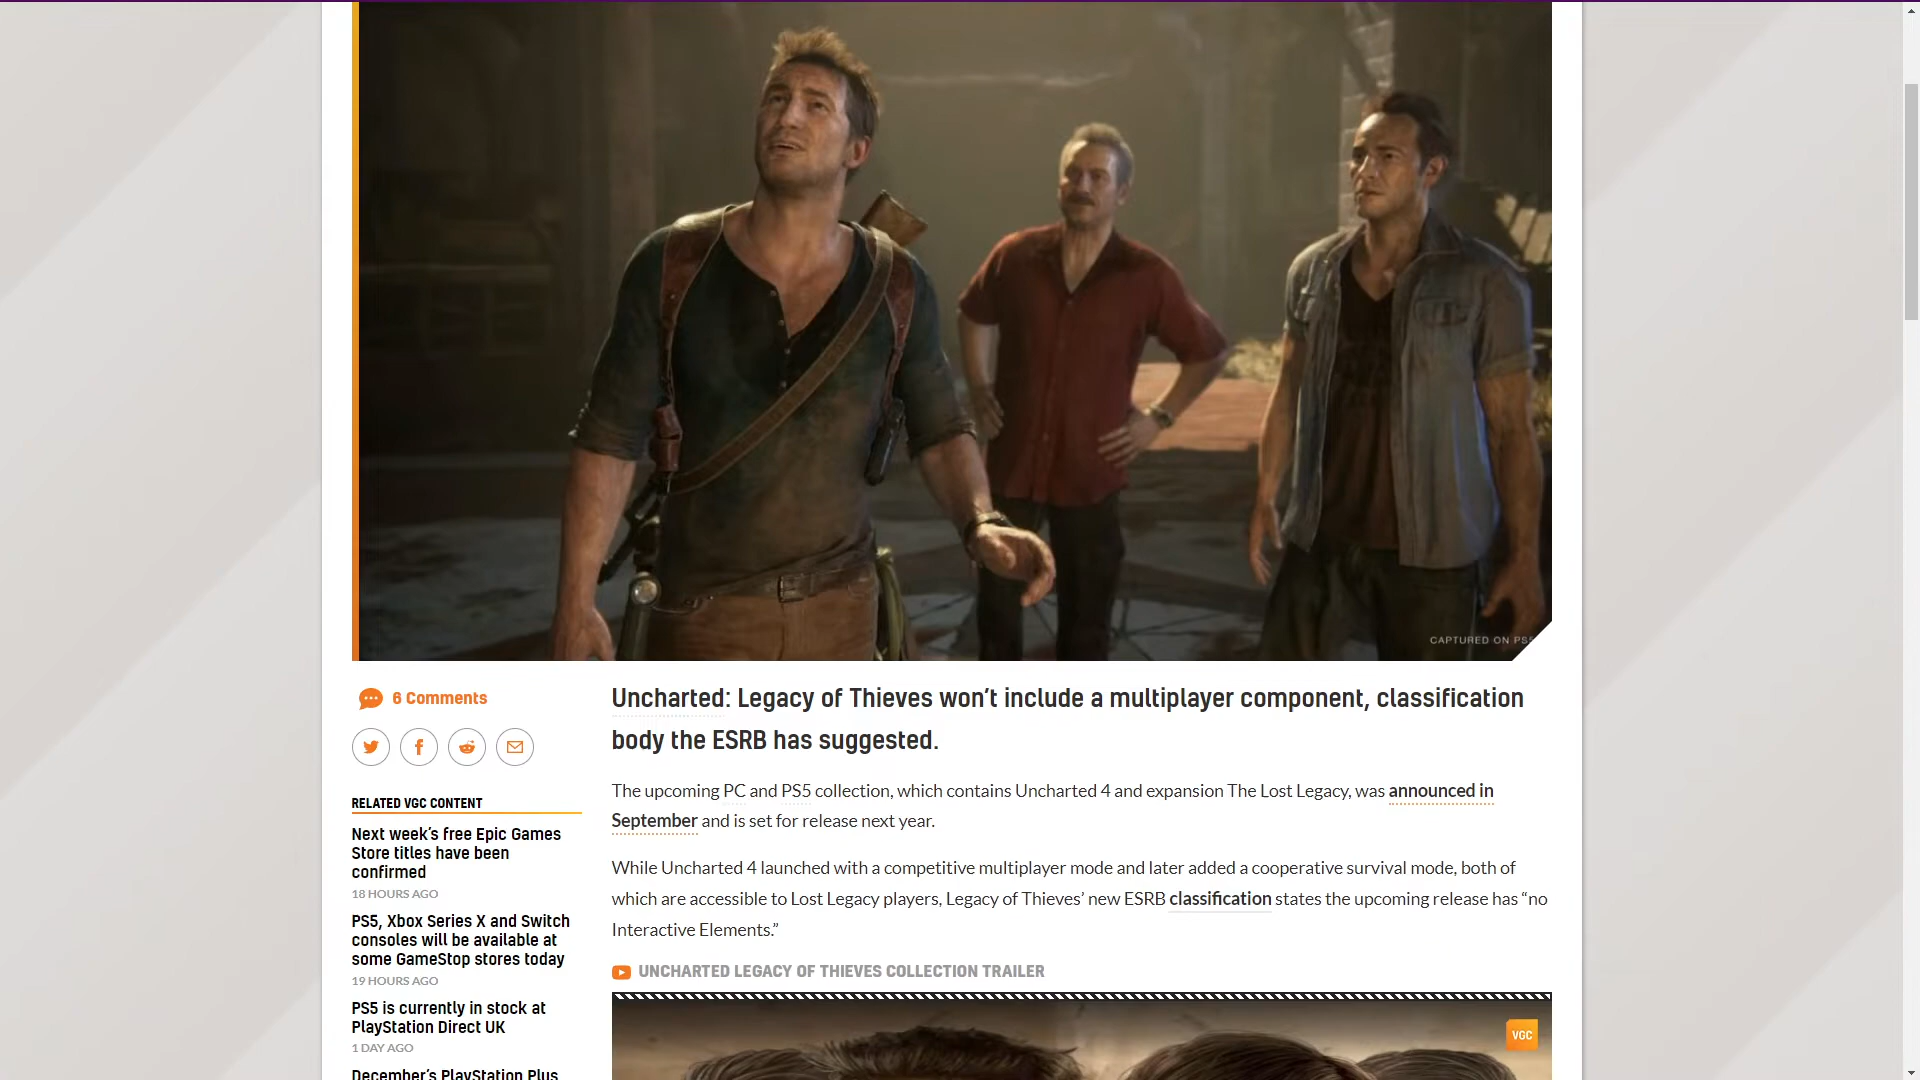 CAPTURED ON PS5
6 Comments
RELATED VGC CONTENT
Next week’s free Epic Games
Store titles have been
confirmed
18 HOURS AGO
PS5, Xbox Series X and Switch
consoles will be available at
some GameStop stores today
19 HOURS AGO
PS5 is currently in stock at
PlayStation Direct UK
1 DAY AGO
December’s PlayStation Plus
Uncharted: Legacy of Thieves won’t include a multiplayer component, classification
body the ESRB has suggested.
The upcoming PC and PS5 collection, which contains Uncharted 4 and expansion The Lost Legacy, was announced in
September and is set for release next year.
While Uncharted 4 launched with a competitive multiplayer mode and later added a cooperative survival mode, both of
which are accessible to Lost Legacy players, Legacy of Thieves’ new ESRB classification states the upcoming release has “no
Interactive Elements.”
UNCHARTED LEGACY OF THIEVES COLLECTION TRAILER
VGC